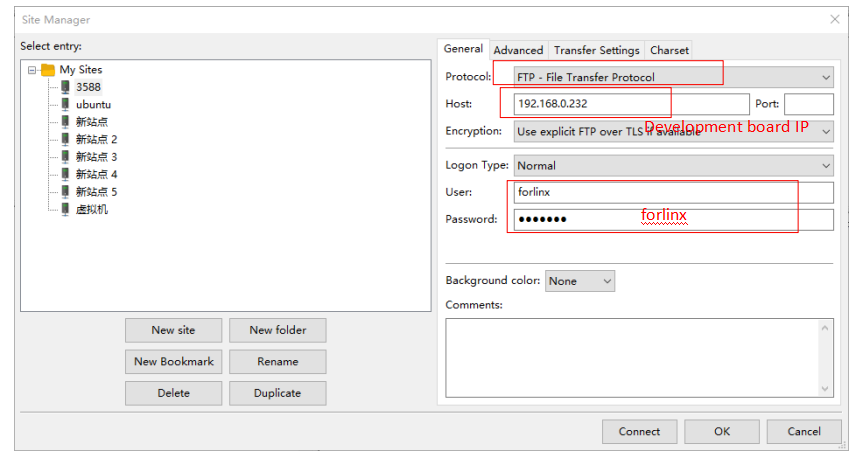 Site Manager
Select entry:
My Sites
3588
ubuntu
新站点
新站点 2
新站点 3
新站点 4
新站点 5
虚拟机
New site
New folder
New Bookmark
Rename
Delete
Duplicate
General Advanced Transfer Settings Charset
Protocol: FTP - File Transfer Protocol
Host: 192.168.0.232 Port:
Development board IP
Encryption: Use explicit FTP over TLS if available
Logon Type: Normal
User: forlinx
Password: ●●●●●●● forlinx
Background color: None
Comments:
Connect OK Cancel